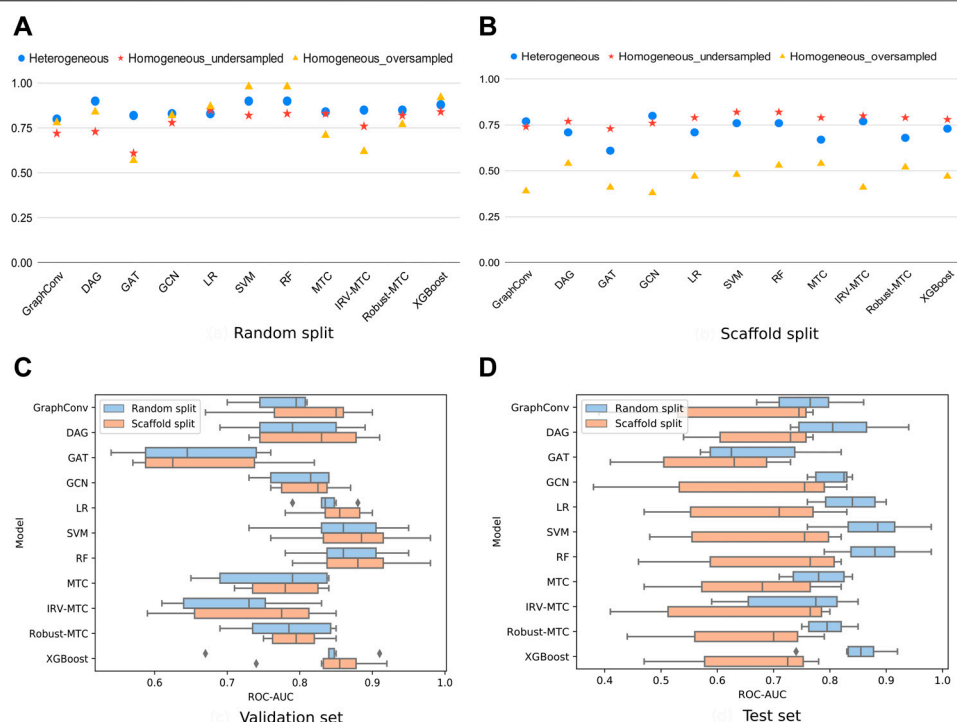 A
Heterogeneous Homogeneous_undersampled Homogeneous_oversampled
1.00
0.75
0.50
0.25
0.00
GraphConv DAG GAT GCN LR SVM RF MTC IRV-MTC Robust-MTC XGBoost
(a) Random split
B
Heterogeneous Homogeneous_undersampled Homogeneous_oversampled
1.00
0.75
0.50
0.25
0.00
GraphConv DAG GAT GCN LR SVM RF MTC IRV-MTC Robust-MTC XGBoost
(b) Scaffold split
C
Random split
Scaffold split
Model
GraphConv
DAG
GAT
GCN
LR
SVM
RF
MTC
IRV-MTC
Robust-MTC
XGBoost
0.6 0.7 0.8 0.9 1.0
ROC-AUC
(c) Validation set
D
Random split
Scaffold split
Model
GraphConv
DAG
GAT
GCN
LR
SVM
RF
MTC
IRV-MTC
Robust-MTC
XGBoost
0.4 0.5 0.6 0.7 0.8 0.9 1.0
ROC-AUC
(d) Test set